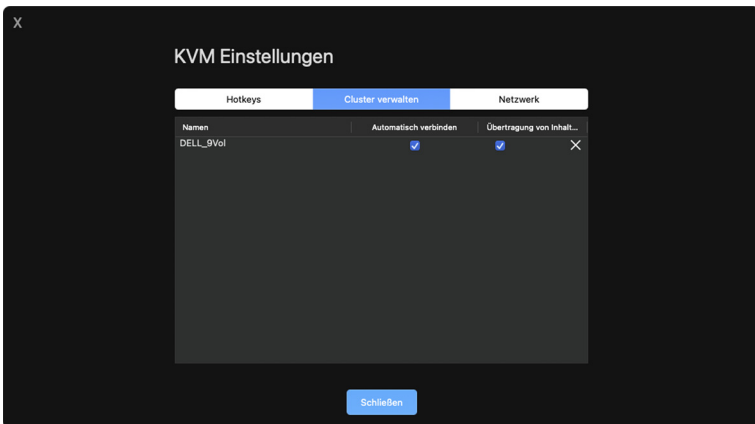 X
KVM Einstellungen
Hotkeys Cluster verwalten Netzwerk
Namen Automatisch verbinden Übertragung von Inhalt...
DELL_9Vol
Schließen